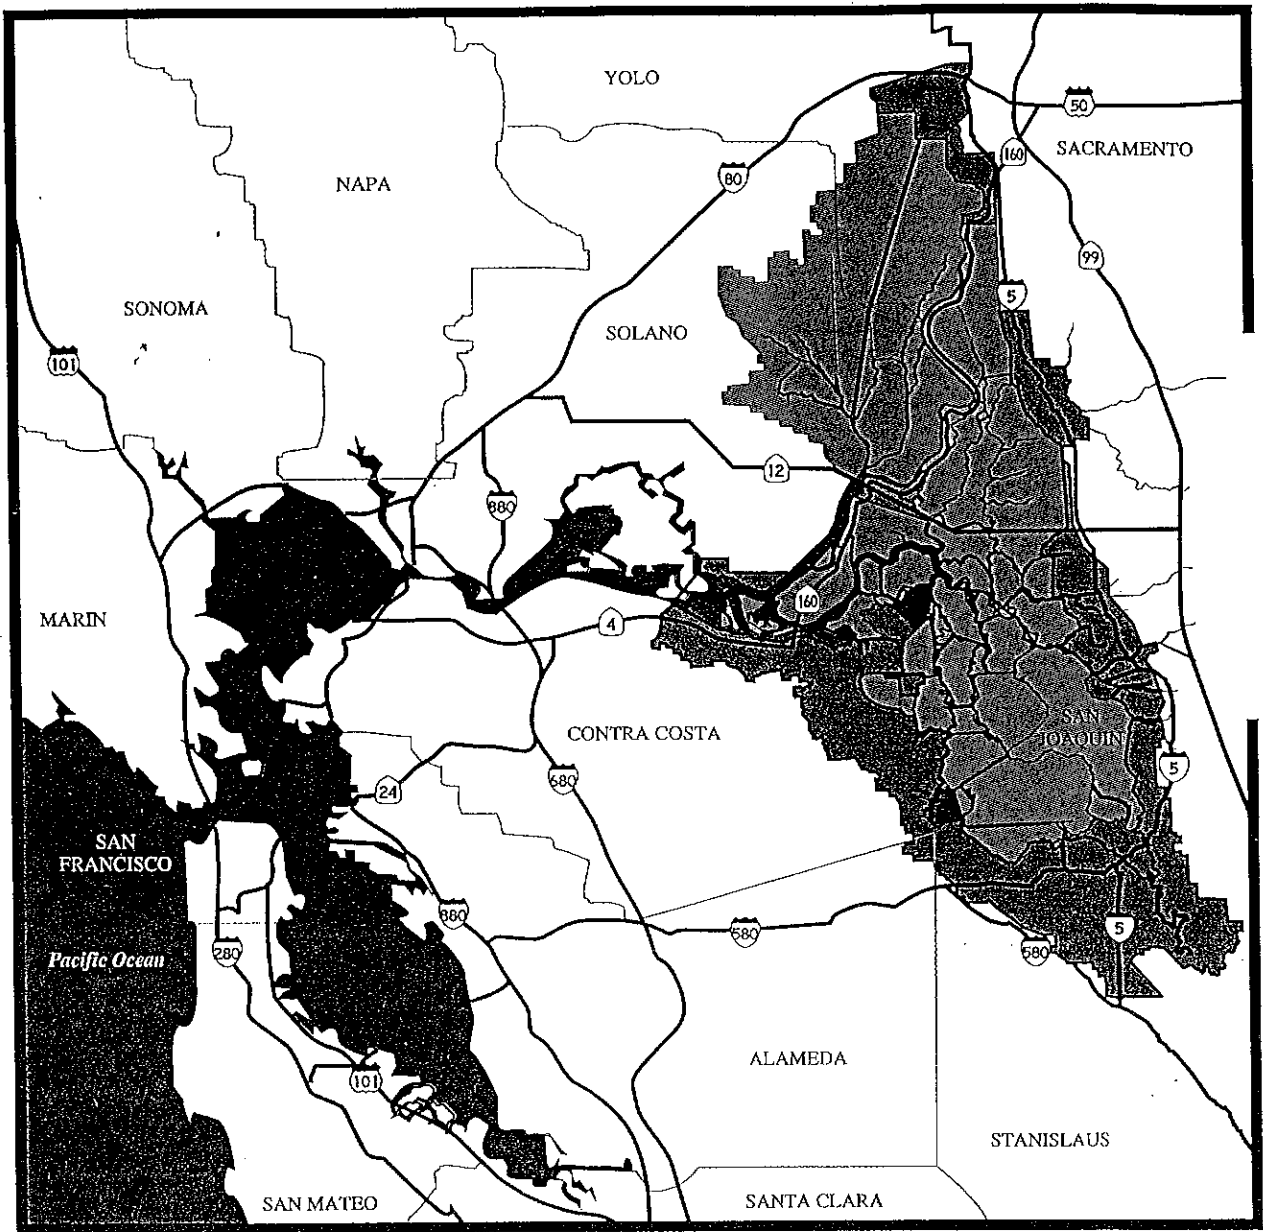 YOLO
50
SACRAMENTO
160
80
NAPA
99
5
SONOMA
SOLANO
101
12
880
160
MARIN
4
SAN
JOAQUIN
CONTRA COSTA
5
680
24
SAN
FRANCISCO
880
580
5
280
580
Pacific Ocean
ALAMEDA
101
STANISLAUS
SAN MATEO
SANTA CLARA